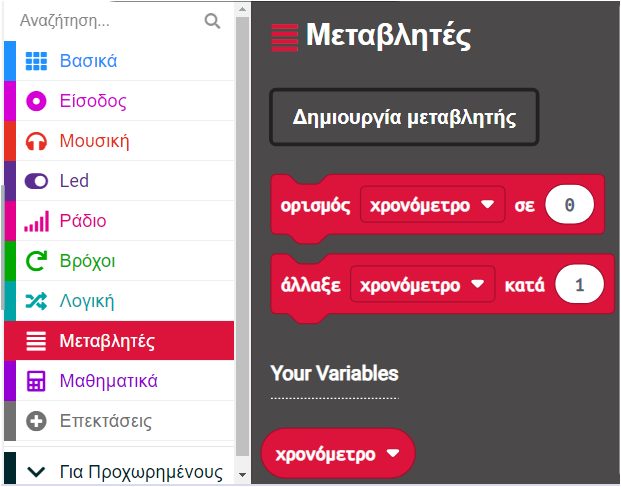 Αναζήτηση...
Βασικά
Είσοδος
Μουσική
Led
Ράδιο
Βρόχοι
Λογική
Μεταβλητές
Μαθηματικά
Επεκτάσεις
Για Προχωρημένους
Μεταβλητές
Δημιουργία μεταβλητής
ορισμός χρονόμετρο σε 0
άλλαξε χρονόμετρο κατά 1
Your Variables
χρονόμετρο